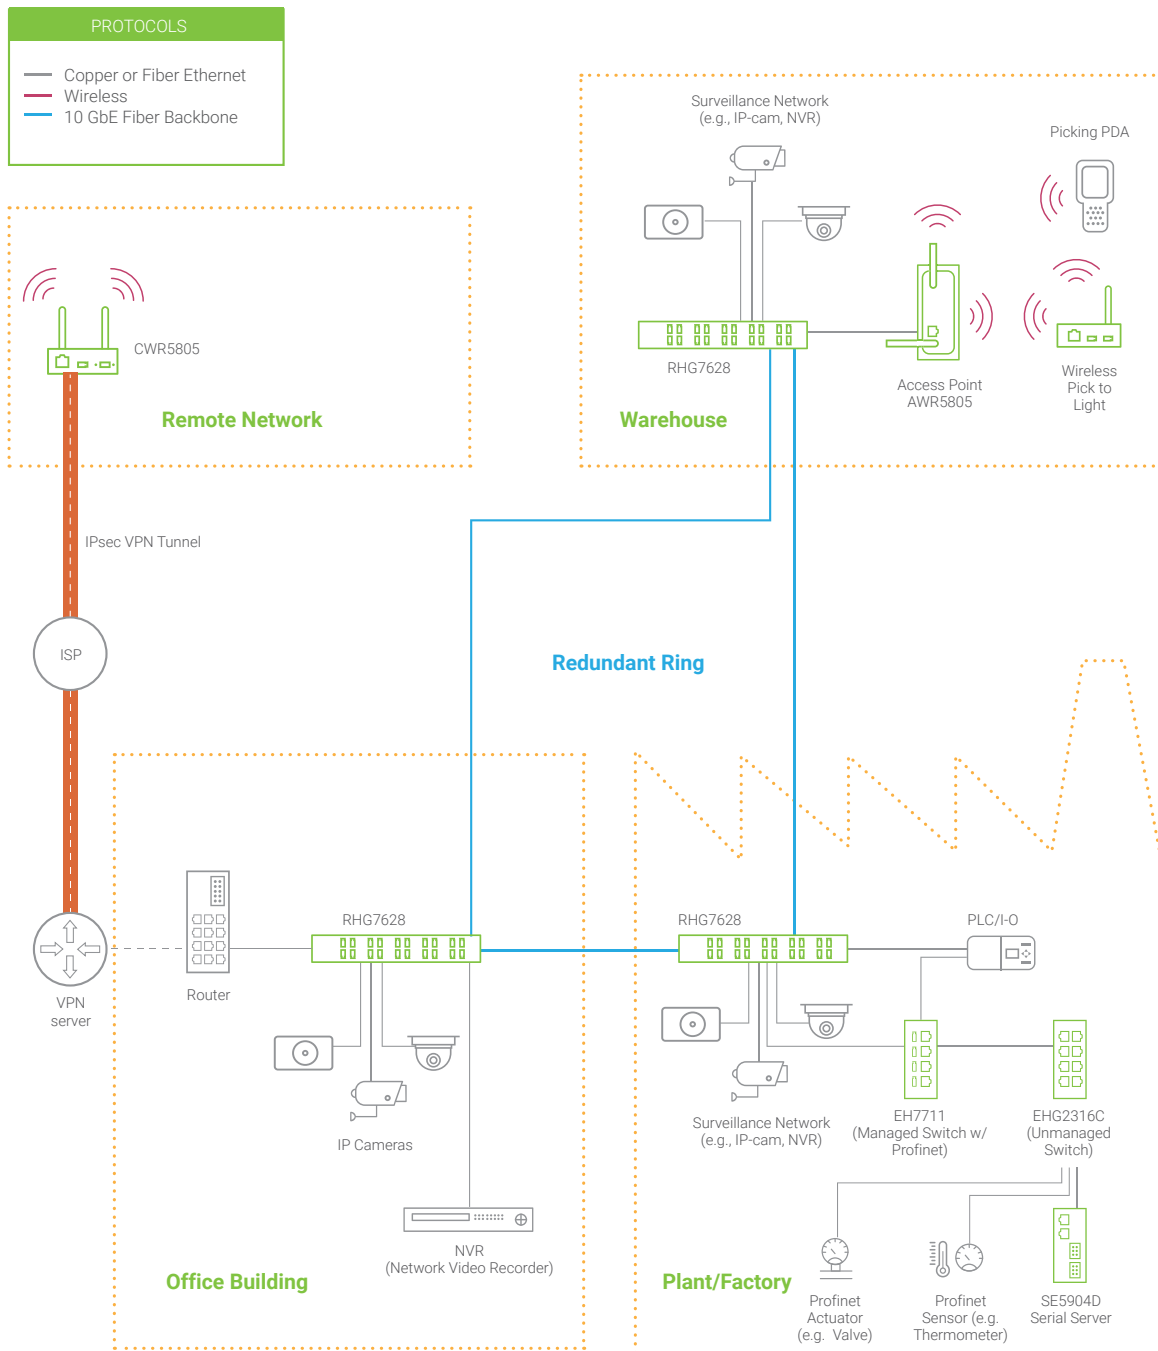 PROTOCOLS
Copper or Fiber Ethernet
Wireless
10 GbE Fiber Backbone
Surveillance Network
(e.g., IP-cam, NVR)
Picking PDA
CWR5805
RHG7628
Access Point
AWR5805
Wireless
Pick to
Light
Remote Network
Warehouse
IPsec VPN Tunnel
ISP
Redundant Ring
RHG7628
RHG7628
PLC/I-O
Router
VPN
server
IP Cameras
Surveillance Network
(e.g., IP-cam, NVR)
EH7711
(Managed Switch w/
Profinet)
EHG2316C
(Unmanaged
Switch)
NVR
(Network Video Recorder)
Office Building
Plant/Factory
Profinet
Actuator
(e.g. Valve)
Profinet
Sensor (e.g.
Thermometer)
SE5904D
Serial Server